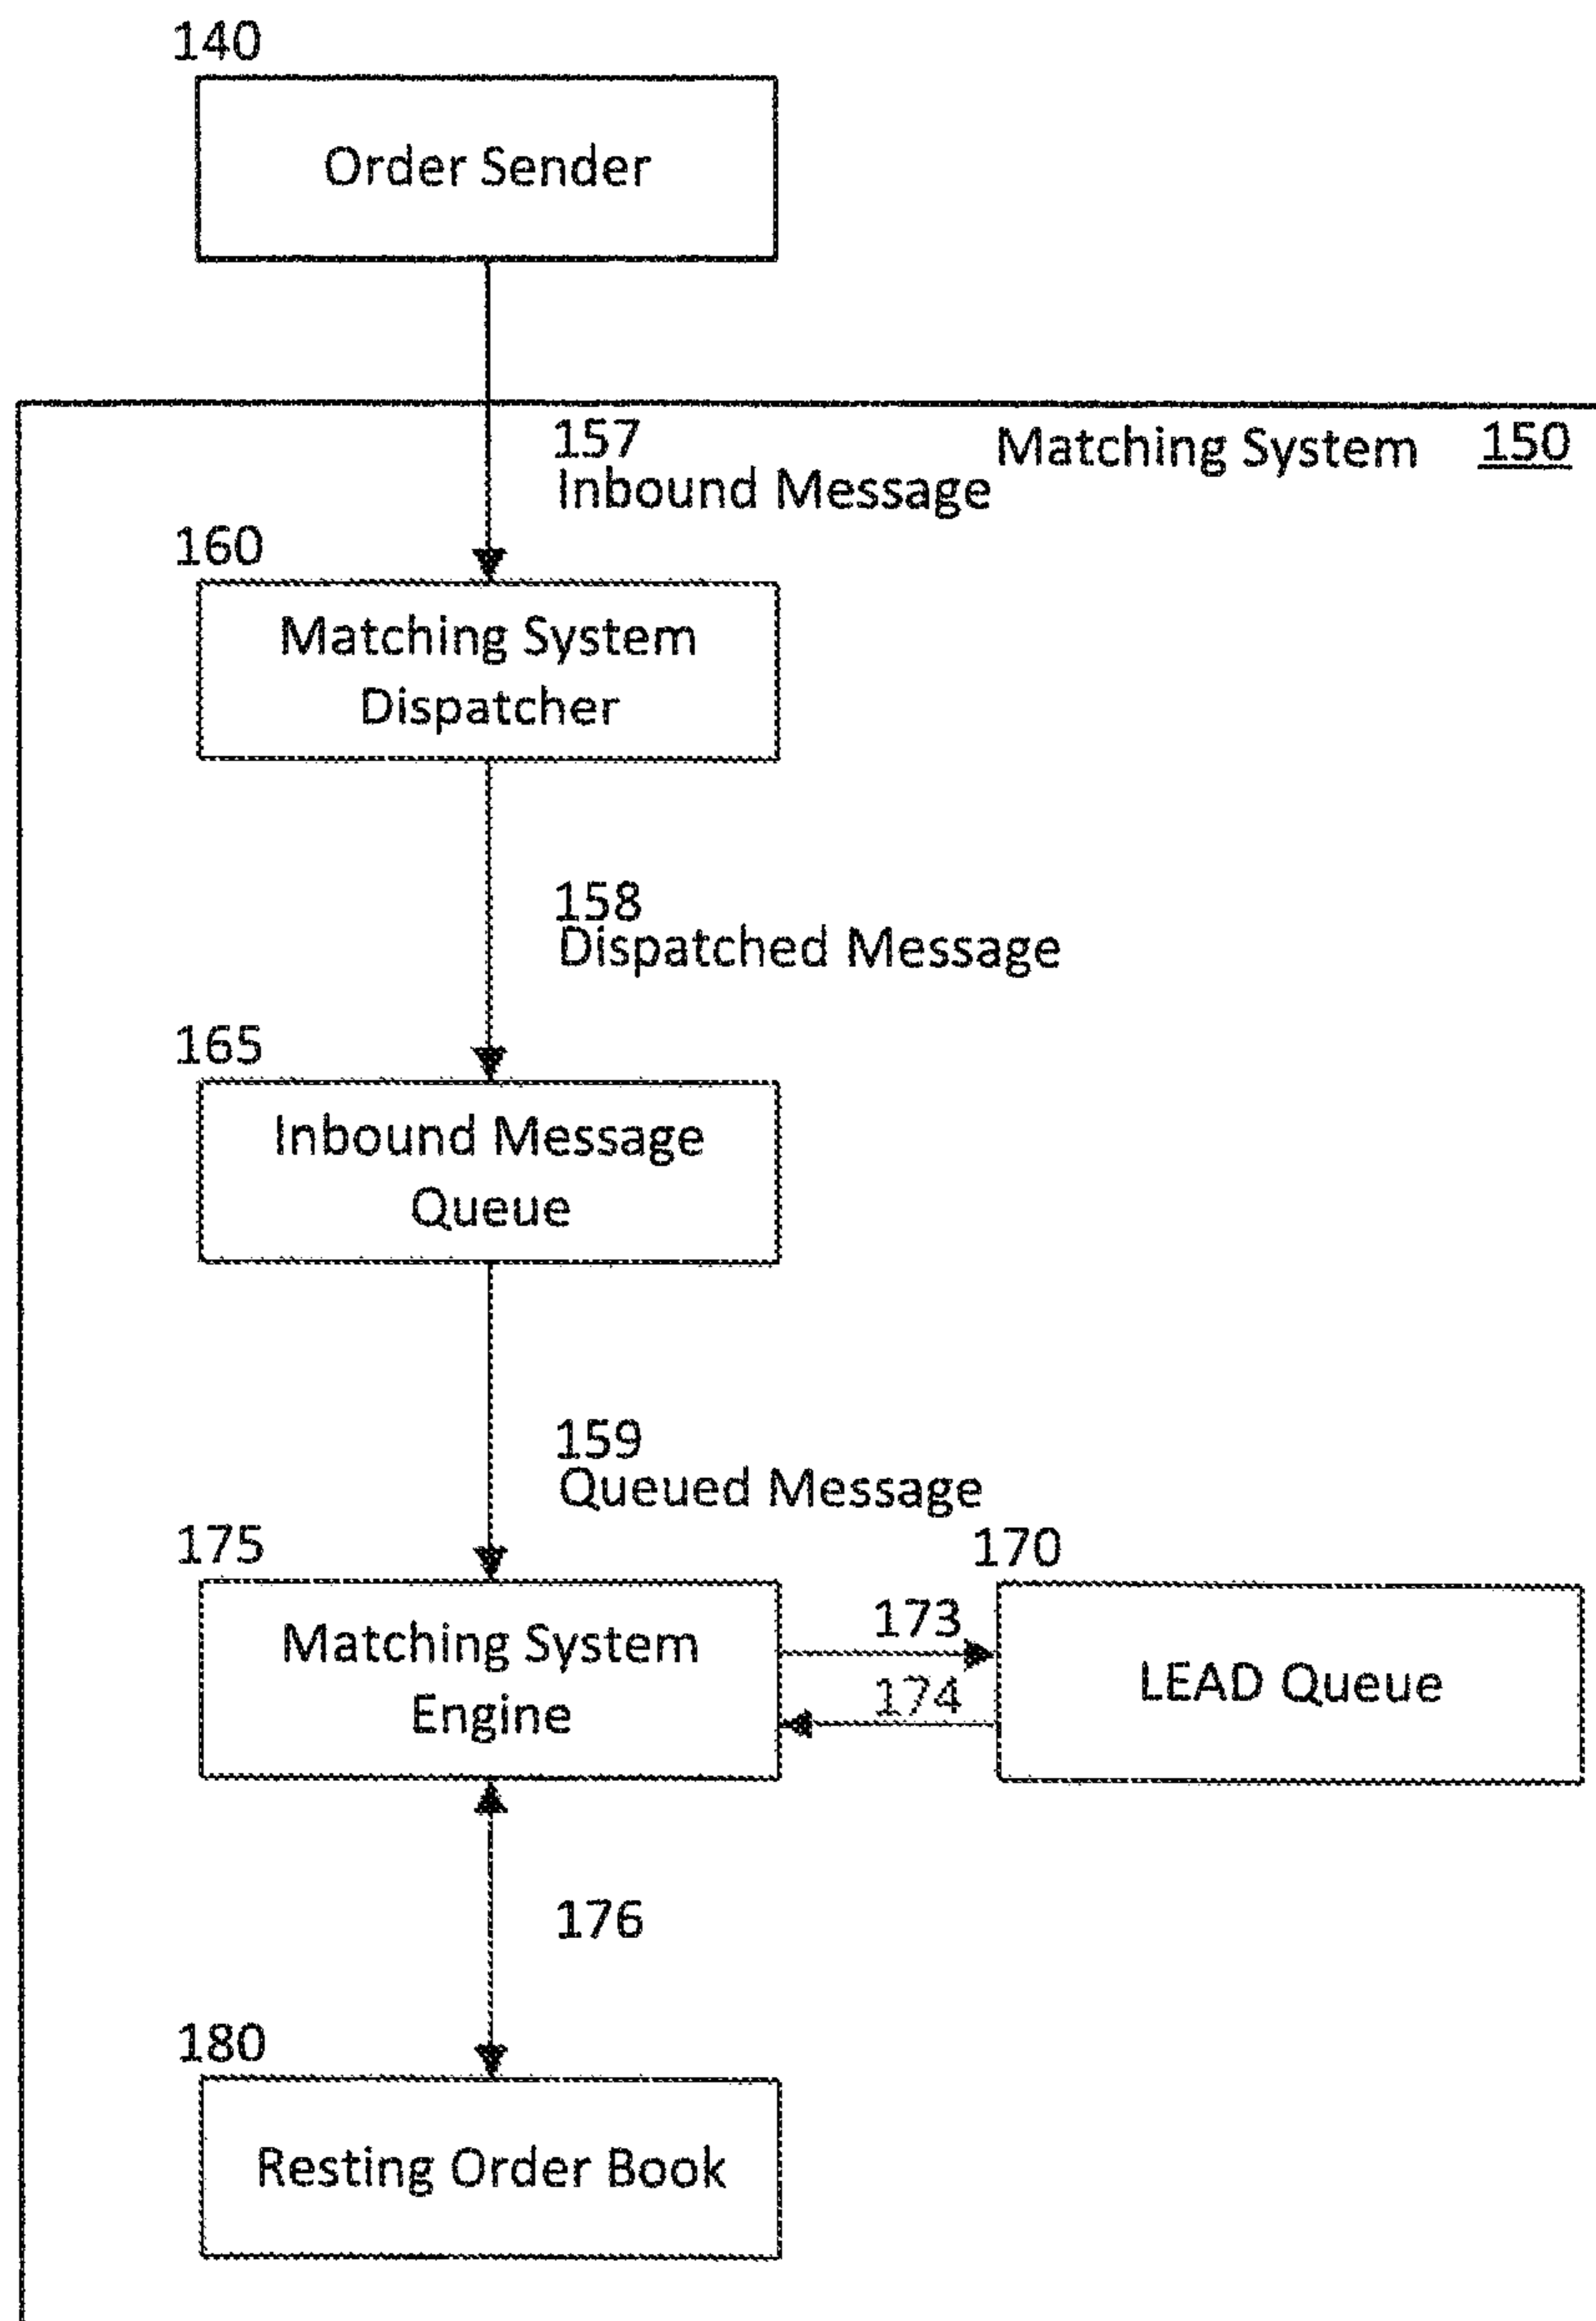 140
Order Sender
157
Inbound Message
Matching System 150
160
Matching System
Dispatcher
158
Dispatched Message
165
Inbound Message
Queue
159
Queued Message
175
Matching System
Engine
173
174
170
LEAD Queue
176
180
Resting Order Book